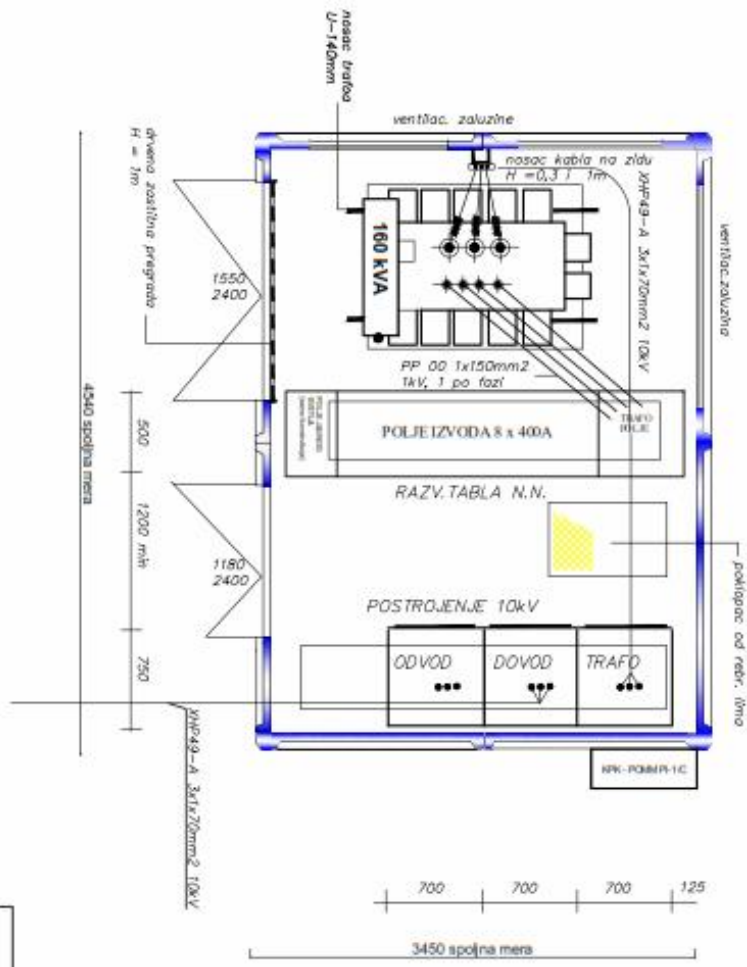 nosac trafoa
U-140mm
ventilac. zaluzine
nosac kabla na zidu
H =0,3 i 1m
XHP49-A 3x1x70mm2 10kV
ventilac.zaluzina
drvena zastitna pregrada
H = 1m
160 kVA
1550
2400
PP 00 1x150mm2
1kV, 1 po fazi
POLJE IZVODA 8 x 400A
TRAFO
POLJE
RAZV.TABLA N.N.
4540 spoljna mera
500
1200 min
750
1180
2400
poklopac od rebr. lima
POSTROJENJE 10kV
ODVOD
DOVOD
TRAFO
XHP49-A 3x1x70mm2 10kV
KPK - POMM PI-1/C
700
700
700
125
3450 spoljna mera